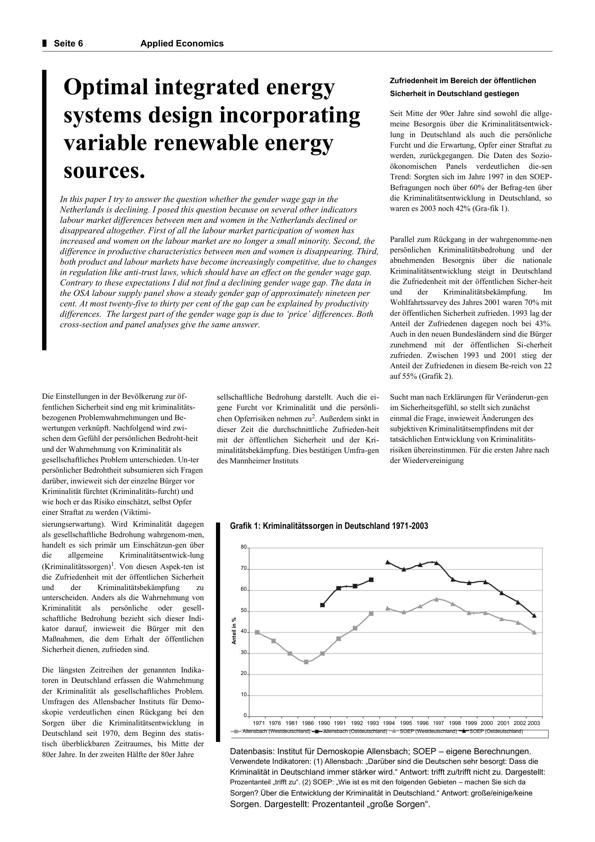 Seite 6 Applied Economics
Optimal integrated energy
systems design incorporating
variable renewable energy
sources.
In this paper I try to answer the question whether the gender wage gap in the
Netherlands is declining. I posed this question because on several other indicators
labour market differences between men and women in the Netherlands declined or
disappeared altogether. First of all the labour market participation of women has
increased and women on the labour market are no longer a small minority. Second, the
difference in productive characteristics between men and women is disappearing. Third,
both product and labour markets have become increasingly competitive, due to changes
in regulation like anti-trust laws, which should have an effect on the gender wage gap.
Contrary to these expectations I did not find a declining gender wage gap. The data in
the OSA labour supply panel show a steady gender gap of approximately nineteen per
cent. At most twenty-five to thirty per cent of the gap can be explained by productivity
differences. The largest part of the gender wage gap is due to ‘price’ differences. Both
cross-section and panel analyses give the same answer.
Zufriedenheit im Bereich der öffentlichen
Sicherheit in Deutschland gestiegen
Seit Mitte der 90er Jahre sind sowohl die allge-
meine Besorgnis über die Kriminalitätsentwick-
lung in Deutschland als auch die persönliche
Furcht und die Erwartung, Opfer einer Straftat zu
werden, zurückgegangen. Die Daten des Sozio-
ökonomischen Panels verdeutlichen die-sen
Trend: Sorgten sich im Jahre 1997 in den SOEP-
Befragungen noch über 60% der Befrag-ten über
die Kriminalitätsentwicklung in Deutschland, so
waren es 2003 noch 42% (Gra-fik 1).
Parallel zum Rückgang in der wahrgenomme-nen
persönlichen Kriminalitätsbedrohung und der
abnehmenden Besorgnis über die nationale
Kriminalitätsentwicklung steigt in Deutschland
die Zufriedenheit mit der öffentlichen Sicher-heit
und der Kriminalitätsbekämpfung. Im
Wohlfahrtssurvey des Jahres 2001 waren 70% mit
der öffentlichen Sicherheit zufrieden. 1993 lag der
Anteil der Zufriedenen dagegen noch bei 43%.
Auch in den neuen Bundesländern sind die Bürger
zunehmend mit der öffentlichen Si-cherheit
zufrieden. Zwischen 1993 und 2001 stieg der
Anteil der Zufriedenen in diesem Be-reich von 22
auf 55% (Grafik 2).
Die Einstellungen in der Bevölkerung zur öf-
fentlichen Sicherheit sind eng mit kriminalitäts-
bezogenen Problemwahrnehmungen und Be-
wertungen verknüpft. Nachfolgend wird zwi-
schen dem Gefühl der persönlichen Bedroht-heit
und der Wahrnehmung von Kriminalität als
gesellschaftliches Problem unterschieden. Un-ter
persönlicher Bedrohtheit subsumieren sich Fragen
darüber, inwieweit sich der einzelne Bürger vor
Kriminalität fürchtet (Kriminalitäts-furcht) und
wie hoch er das Risiko einschätzt, selbst Opfer
einer Straftat zu werden (Viktimi-
sierungserwartung). Wird Kriminalität dagegen
als gesellschaftliche Bedrohung wahrgenom-men,
handelt es sich primär um Einschätzun-gen über
die allgemeine Kriminalitätsentwick-lung
(Kriminalitätssorgen)1. Von diesen Aspek-ten ist
die Zufriedenheit mit der öffentlichen Sicherheit
und der Kriminalitätsbekämpfung zu
unterscheiden. Anders als die Wahrnehmung von
Kriminalität als persönliche oder gesell-
schaftliche Bedrohung bezieht sich dieser Indi-
kator darauf, inwieweit die Bürger mit den
Maßnahmen, die dem Erhalt der öffentlichen
Sicherheit dienen, zufrieden sind.
Die längsten Zeitreihen der genannten Indika-
toren in Deutschland erfassen die Wahrnehmung
der Kriminalität als gesellschaftliches Problem.
Umfragen des Allensbacher Instituts für Demo-
skopie verdeutlichen einen Rückgang bei den
Sorgen über die Kriminalitätsentwicklung in
Deutschland seit 1970, dem Beginn des statis-
tisch überblickbaren Zeitraumes, bis Mitte der
80er Jahre. In der zweiten Hälfte der 80er Jahre
sellschaftliche Bedrohung darstellt. Auch die ei-
gene Furcht vor Kriminalität und die persönli-
chen Opferrisiken nehmen zu2. Außerdem sinkt in
dieser Zeit die durchschnittliche Zufrieden-heit
mit der öffentlichen Sicherheit und der Kri-
minalitätsbekämpfung. Dies bestätigen Umfra-gen
des Mannheimer Instituts
Sucht man nach Erklärungen für Veränderun-gen
im Sicherheitsgefühl, so stellt sich zunächst
einmal die Frage, inwieweit Änderungen des
subjektiven Kriminalitätsempfindens mit der
tatsächlichen Entwicklung von Kriminalitäts-
risiken übereinstimmen. Für die ersten Jahre nach
der Wiedervereinigung
Grafik 1: Kriminalitätssorgen in Deutschland 1971-2003
Anteil in %
80
70
60
50
40
30
20
10
0
1971 1976 1981 1986 1990 1991 1992 1993 1994 1995 1996 1997 1998 1999 2000 2001 2002 2003
Allensbach (Westdeutschland) Allensbach (Ostdeutschland) SOEP (Westdeutschland) SOEP (Ostdeutschland)
Datenbasis: Institut für Demoskopie Allensbach; SOEP – eigene Berechnungen.
Verwendete Indikatoren: (1) Allensbach: „Darüber sind die Deutschen sehr besorgt: Dass die
Kriminalität in Deutschland immer stärker wird.“ Antwort: trifft zu/trifft nicht zu. Dargestellt:
Prozentanteil „trifft zu“. (2) SOEP: „Wie ist es mit den folgenden Gebieten – machen Sie sich da
Sorgen? Über die Entwicklung der Kriminalität in Deutschland.“ Antwort: große/einige/keine
Sorgen. Dargestellt: Prozentanteil „große Sorgen“.